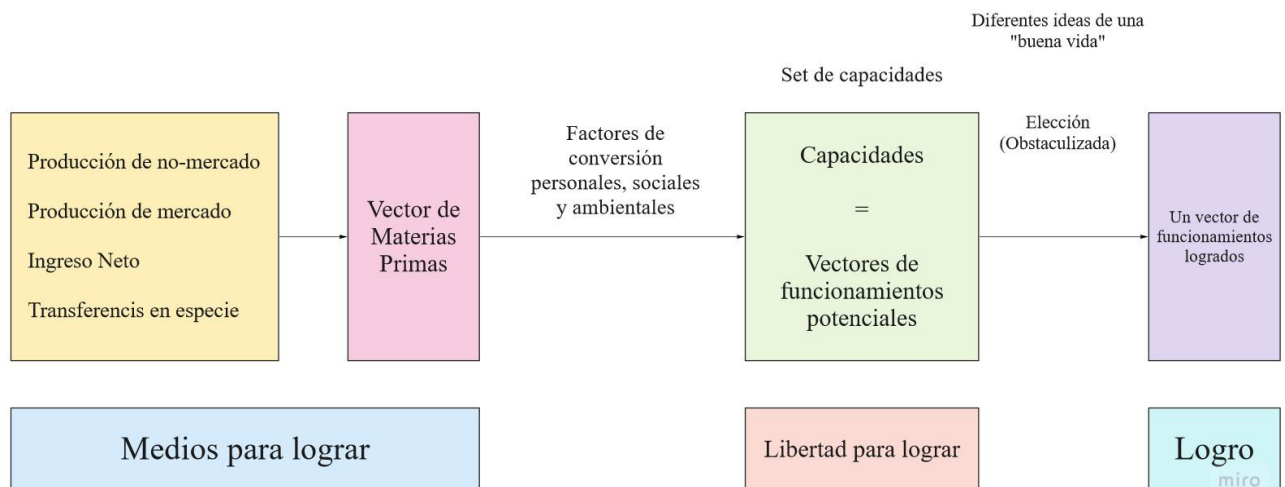 Diferentes ideas de una
"buena vida"
Set de capacidades
Producción de no-mercado
Producción de mercado
Ingreso Neto
Transferencis en especie
Vector de
Materias
Primas
Factores de
conversión
personales, sociales
y ambientales
Capacidades
=
Vectores de
funcionamientos
potenciales
Elección
(Obstaculizada)
Un vector de
funcionamientos
logrados
Medios para lograr
Libertad para lograr
Logro
miro